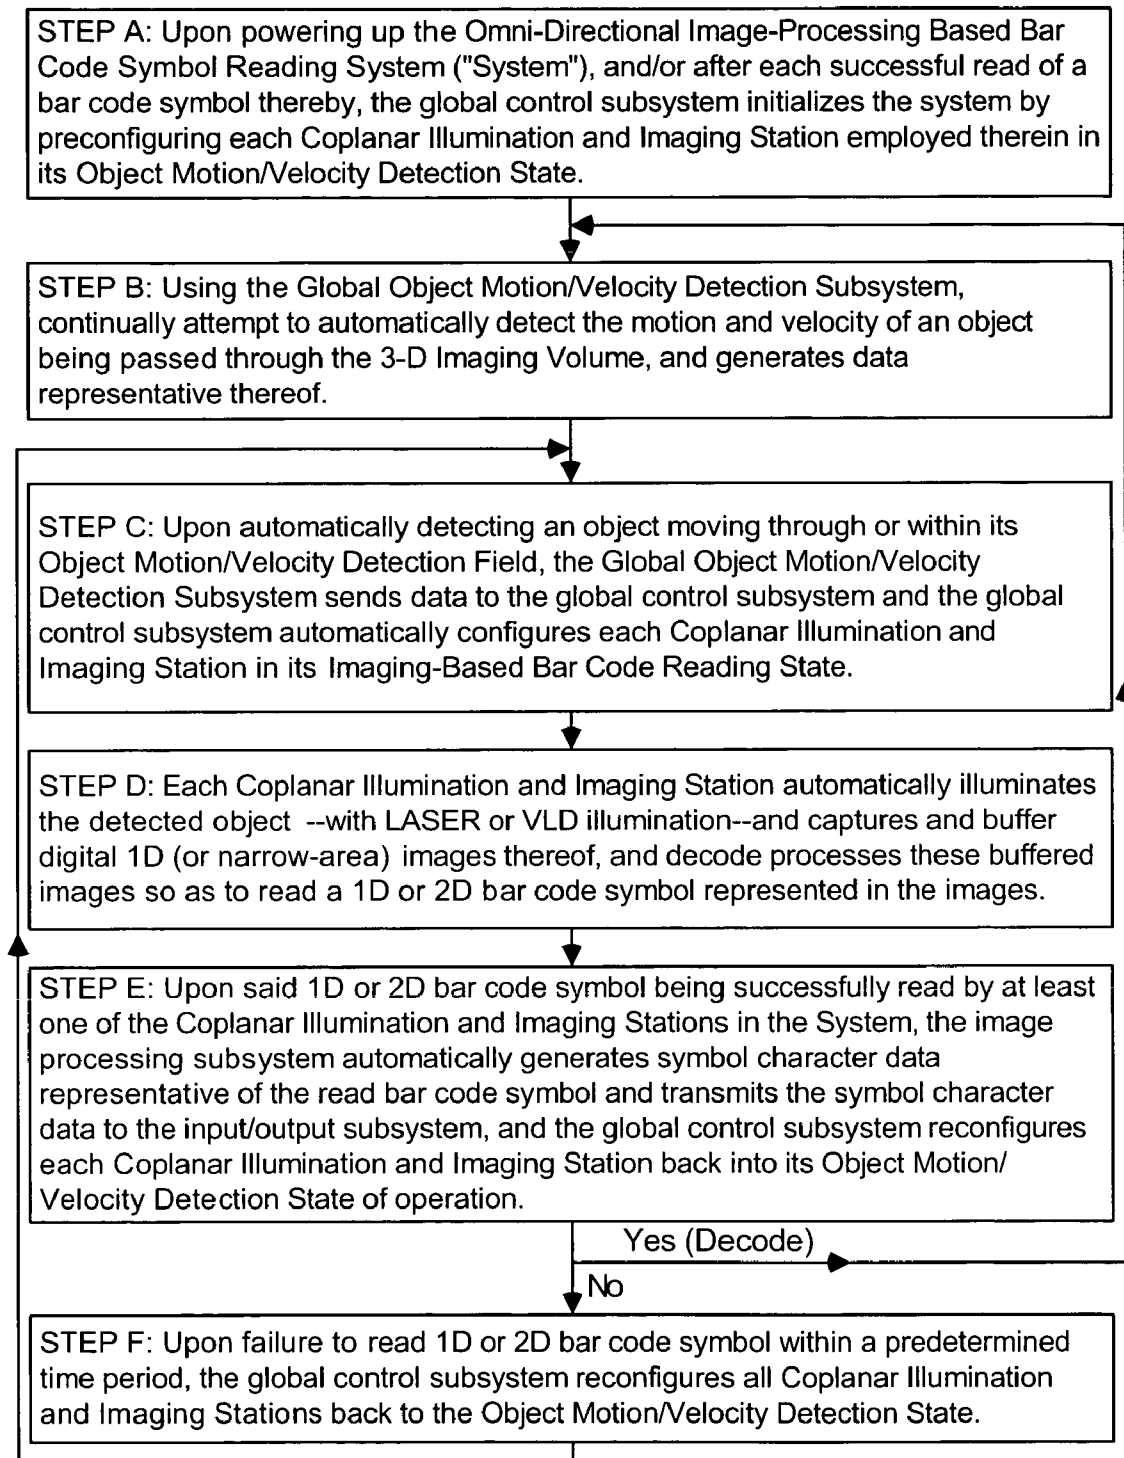 STEP A: Upon powering up the Omni-Directional Image-Processing Based Bar
Code Symbol Reading System ("System"), and/or after each successful read of a
bar code symbol thereby, the global control subsystem initializes the system by
preconfiguring each Coplanar Illumination and Imaging Station employed therein in
its Object Motion/Velocity Detection State.
STEP B: Using the Global Object Motion/Velocity Detection Subsystem,
continually attempt to automatically detect the motion and velocity of an object
being passed through the 3-D Imaging Volume, and generates data
representative thereof.
STEP C: Upon automatically detecting an object moving through or within its
Object Motion/Velocity Detection Field, the Global Object Motion/Velocity
Detection Subsystem sends data to the global control subsystem and the global
control subsystem automatically configures each Coplanar Illumination and
Imaging Station in its Imaging-Based Bar Code Reading State.
STEP D: Each Coplanar Illumination and Imaging Station automatically illuminates
the detected object --with LASER or VLD illumination--and captures and buffer
digital 1D (or narrow-area) images thereof, and decode processes these buffered
images so as to read a 1D or 2D bar code symbol represented in the images.
STEP E: Upon said 1D or 2D bar code symbol being successfully read by at least
one of the Coplanar Illumination and Imaging Stations in the System, the image
processing subsystem automatically generates symbol character data
representative of the read bar code symbol and transmits the symbol character
data to the input/output subsystem, and the global control subsystem reconfigures
each Coplanar Illumination and Imaging Station back into its Object Motion/
Velocity Detection State of operation.
Yes (Decode)
No
STEP F: Upon failure to read 1D or 2D bar code symbol within a predetermined
time period, the global control subsystem reconfigures all Coplanar Illumination
and Imaging Stations back to the Object Motion/Velocity Detection State.